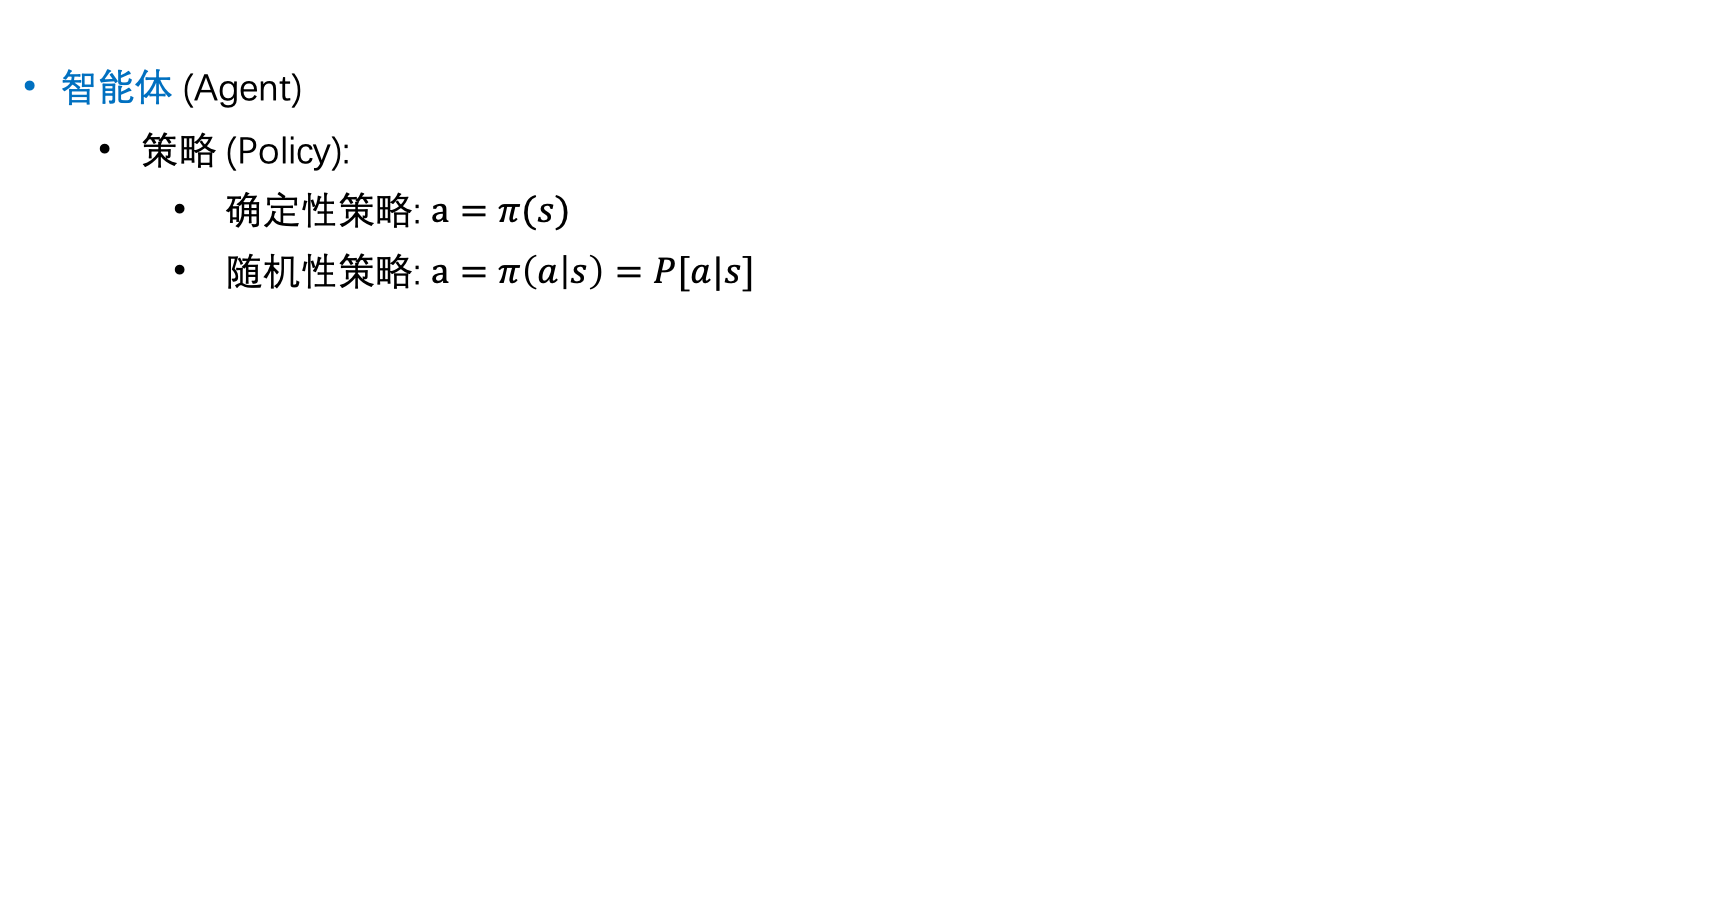 • 智能体 (Agent)
• 策略 (Policy):
• 确定性策略: a = π(s)
• 随机性策略: a = π(a|s) = P[a|s]